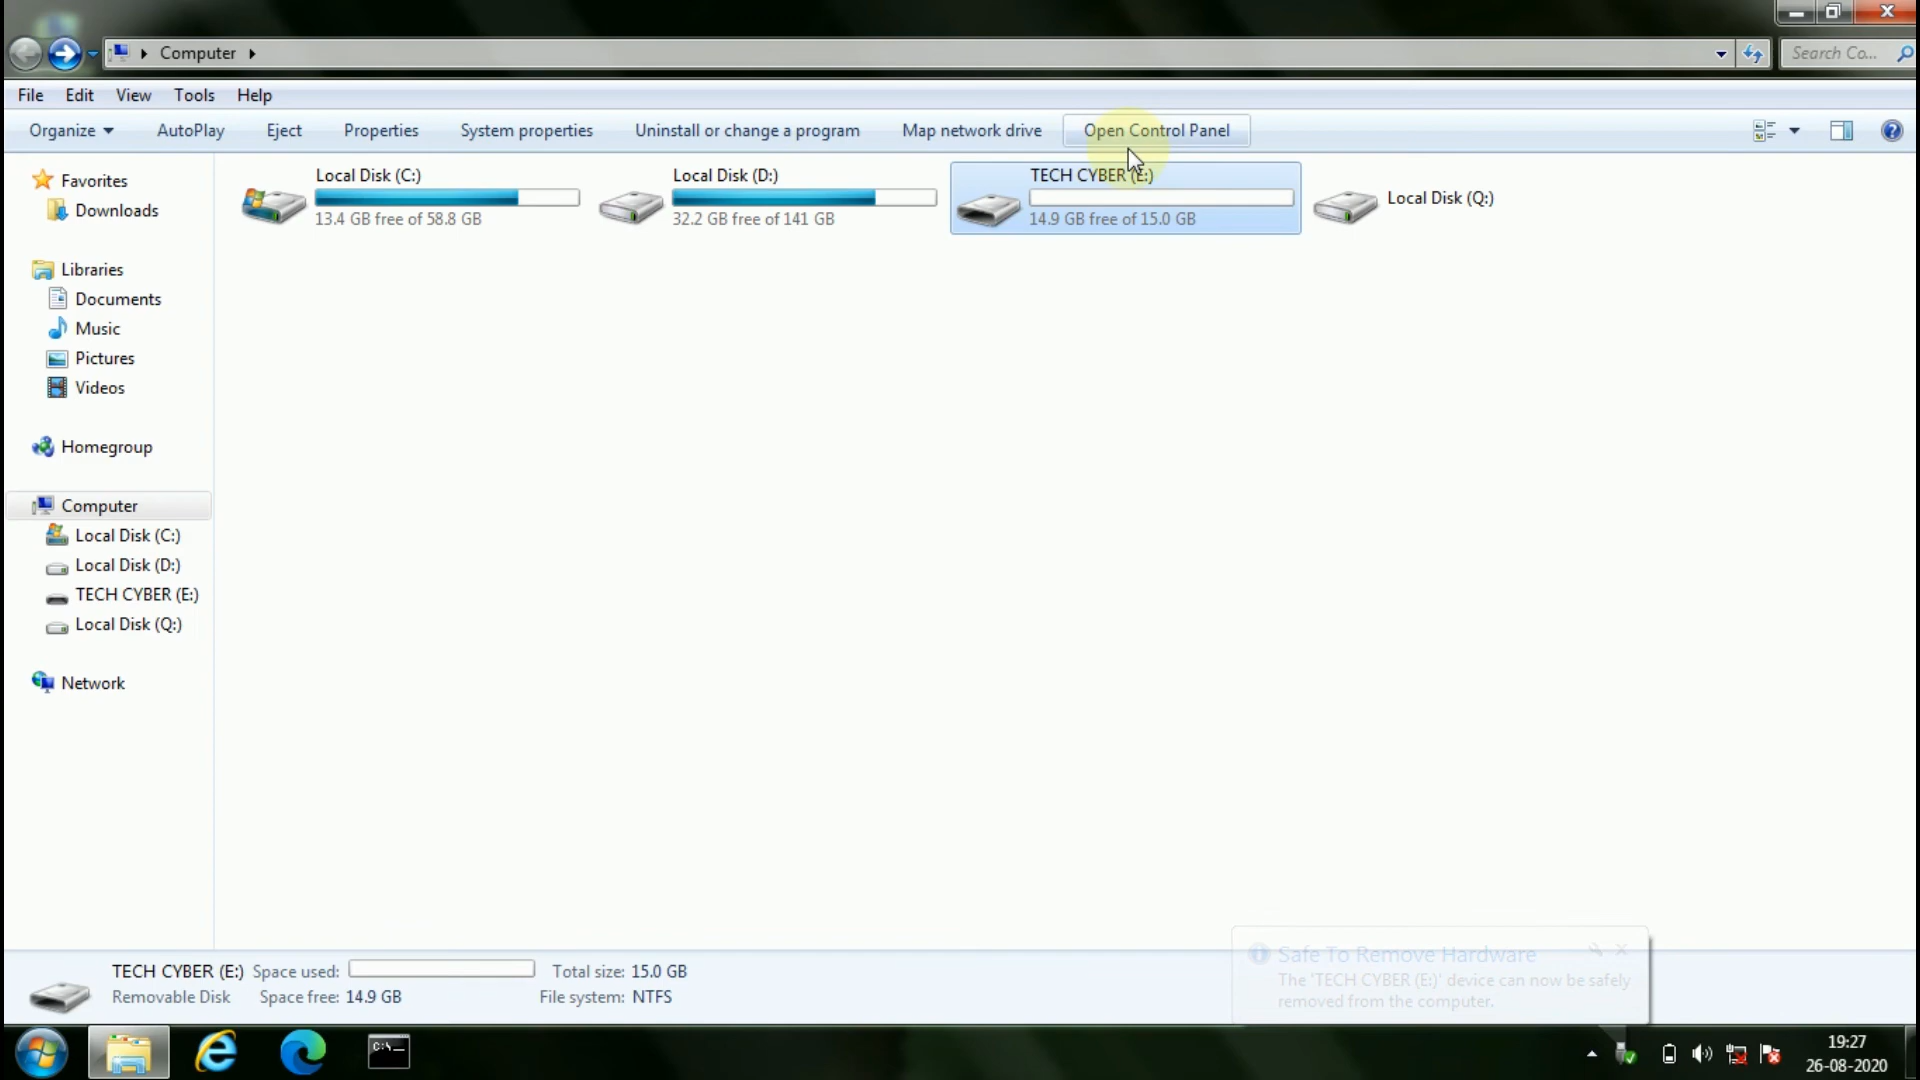 Computer
Search Co...
File Edit View Tools Help
Organize AutoPlay Eject Properties System properties Uninstall or change a program Map network drive Open Control Panel
Favorites
Downloads
Libraries
Documents
Music
Pictures
Videos
Homegroup
Computer
Local Disk (C:)
Local Disk (D:)
TECH CYBER (E:)
Local Disk (Q:)
Network
Local Disk (C:)
13.4 GB free of 58.8 GB
Local Disk (D:)
32.2 GB free of 141 GB
TECH CYBER (E:)
14.9 GB free of 15.0 GB
Local Disk (Q:)
TECH CYBER (E:) Space used: Total size: 15.0 GB
Removable Disk Space free: 14.9 GB File system: NTFS
Safe To Remove Hardware
The 'TECH CYBER (E:)' device can now be safely
removed from the computer.
C:\_
19:27
26-08-2020